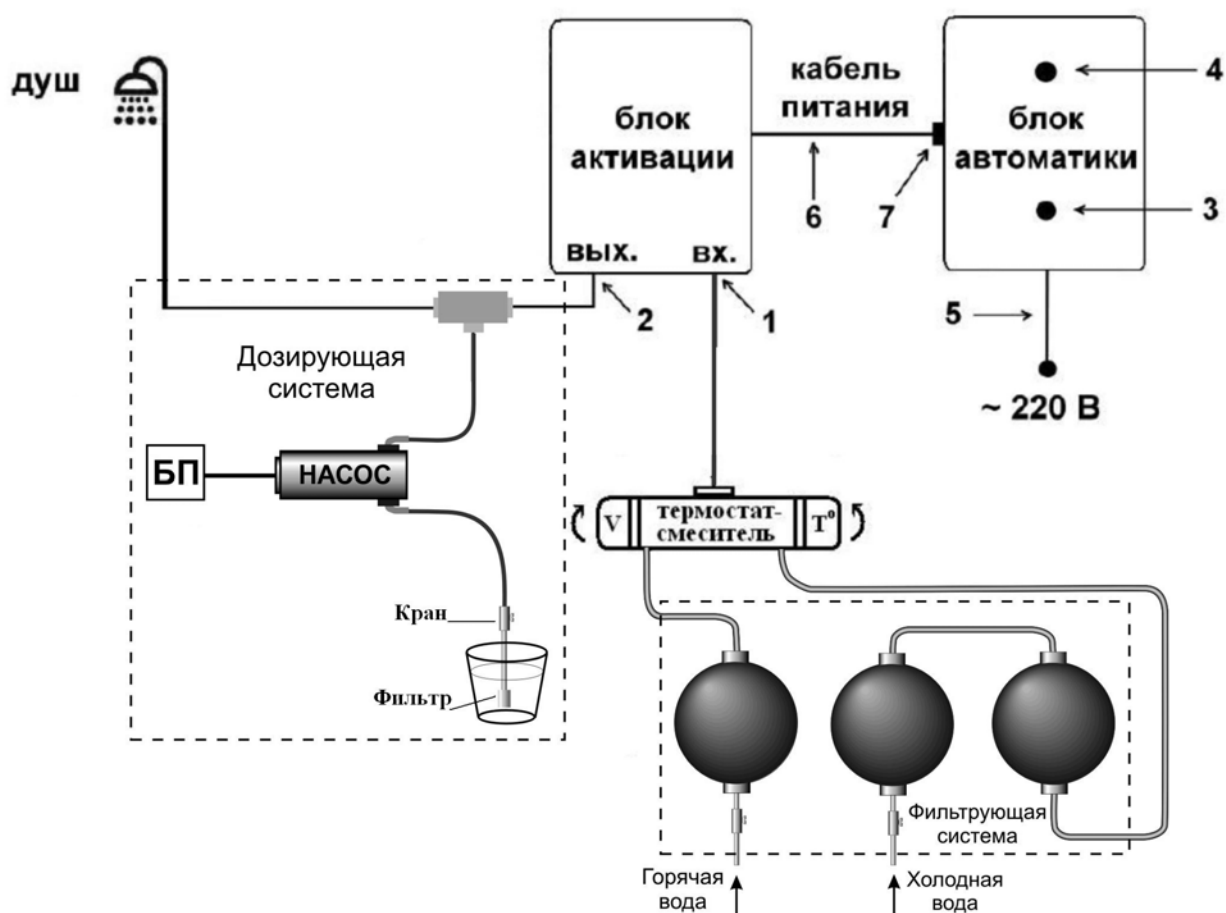 душ
блок
активации
вых. вх.
кабель
питания
блок
автоматики
4
3
6
7
2
1
5
~ 220 В
Дозирующая
система
БП
НАСОС
V
термостат-
смеситель
T°
Кран
Фильтр
Фильтрующая
система
Горячая
вода
Холодная
вода